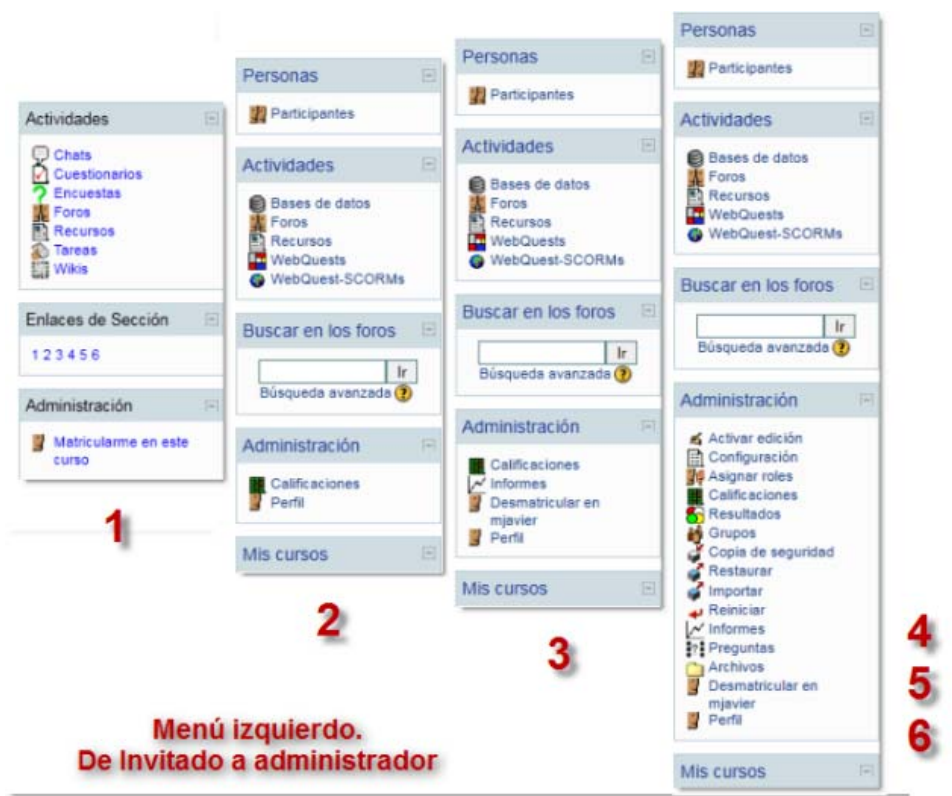 Actividades
Chats
Cuestionarios
Encuestas
Foros
Recursos
Tareas
Wikis
Enlaces de Sección
1 2 3 4 5 6
Administración
Matricularme en este
curso
1
Personas
Participantes
Actividades
Bases de datos
Foros
Recursos
WebQuests
WebQuest-SCORMs
Buscar en los foros
Ir
Búsqueda avanzada ?
Administración
Calificaciones
Perfil
Mis cursos
2
Personas
Participantes
Actividades
Bases de datos
Foros
Recursos
WebQuests
WebQuest-SCORMs
Buscar en los foros
Ir
Búsqueda avanzada ?
Administración
Calificaciones
Informes
Desmatricular en
mjavier
Perfil
Mis cursos
3
Personas
Participantes
Actividades
Bases de datos
Foros
Recursos
WebQuests
WebQuest-SCORMs
Buscar en los foros
Ir
Búsqueda avanzada ?
Administración
Activar edición
Configuración
Asignar roles
Calificaciones
Resultados
Grupos
Copia de seguridad
Restaurar
Importar
Reiniciar
Informes
Preguntas
Archivos
Desmatricular en
mjavier
Perfil
Mis cursos
4
5
6
Menú izquierdo.
De Invitado a administrador